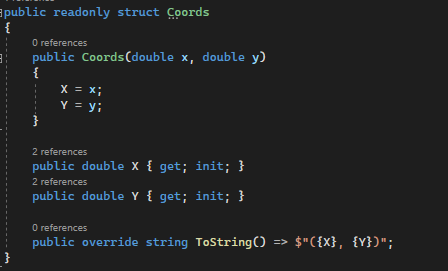 public readonly struct Coords
{
0 references
public Coords(double x, double y)
{
X = x;
Y = y;
}
2 references
public double X { get; init; }
2 references
public double Y { get; init; }
0 references
public override string ToString() => $"({X}, {Y})";
}